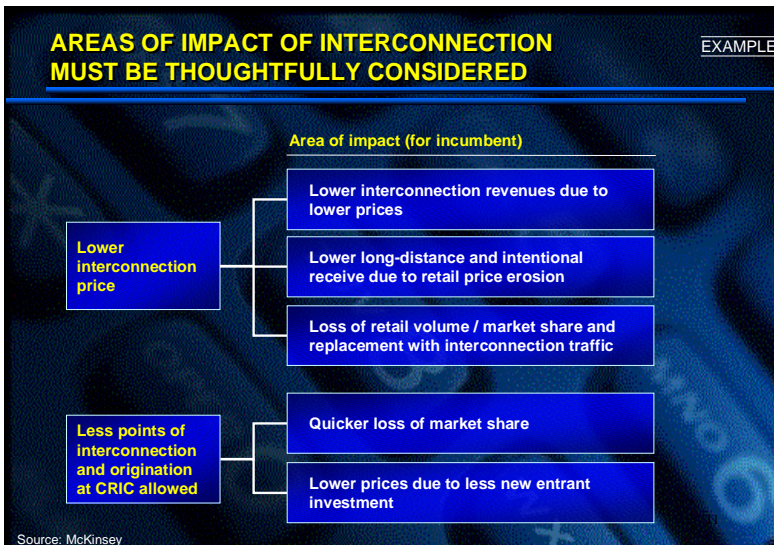 AREAS OF IMPACT OF INTERCONNECTION
MUST BE THOUGHTFULLY CONSIDERED
EXAMPLE
Area of impact (for incumbent)
Lower
interconnection
price
Lower interconnection revenues due to
lower prices
Lower long-distance and intentional
receive due to retail price erosion
Loss of retail volume / market share and
replacement with interconnection traffic
Less points of
interconnection
and origination
at CRIC allowed
Quicker loss of market share
Lower prices due to less new entrant
investment
MNO
6
Source: McKinsey